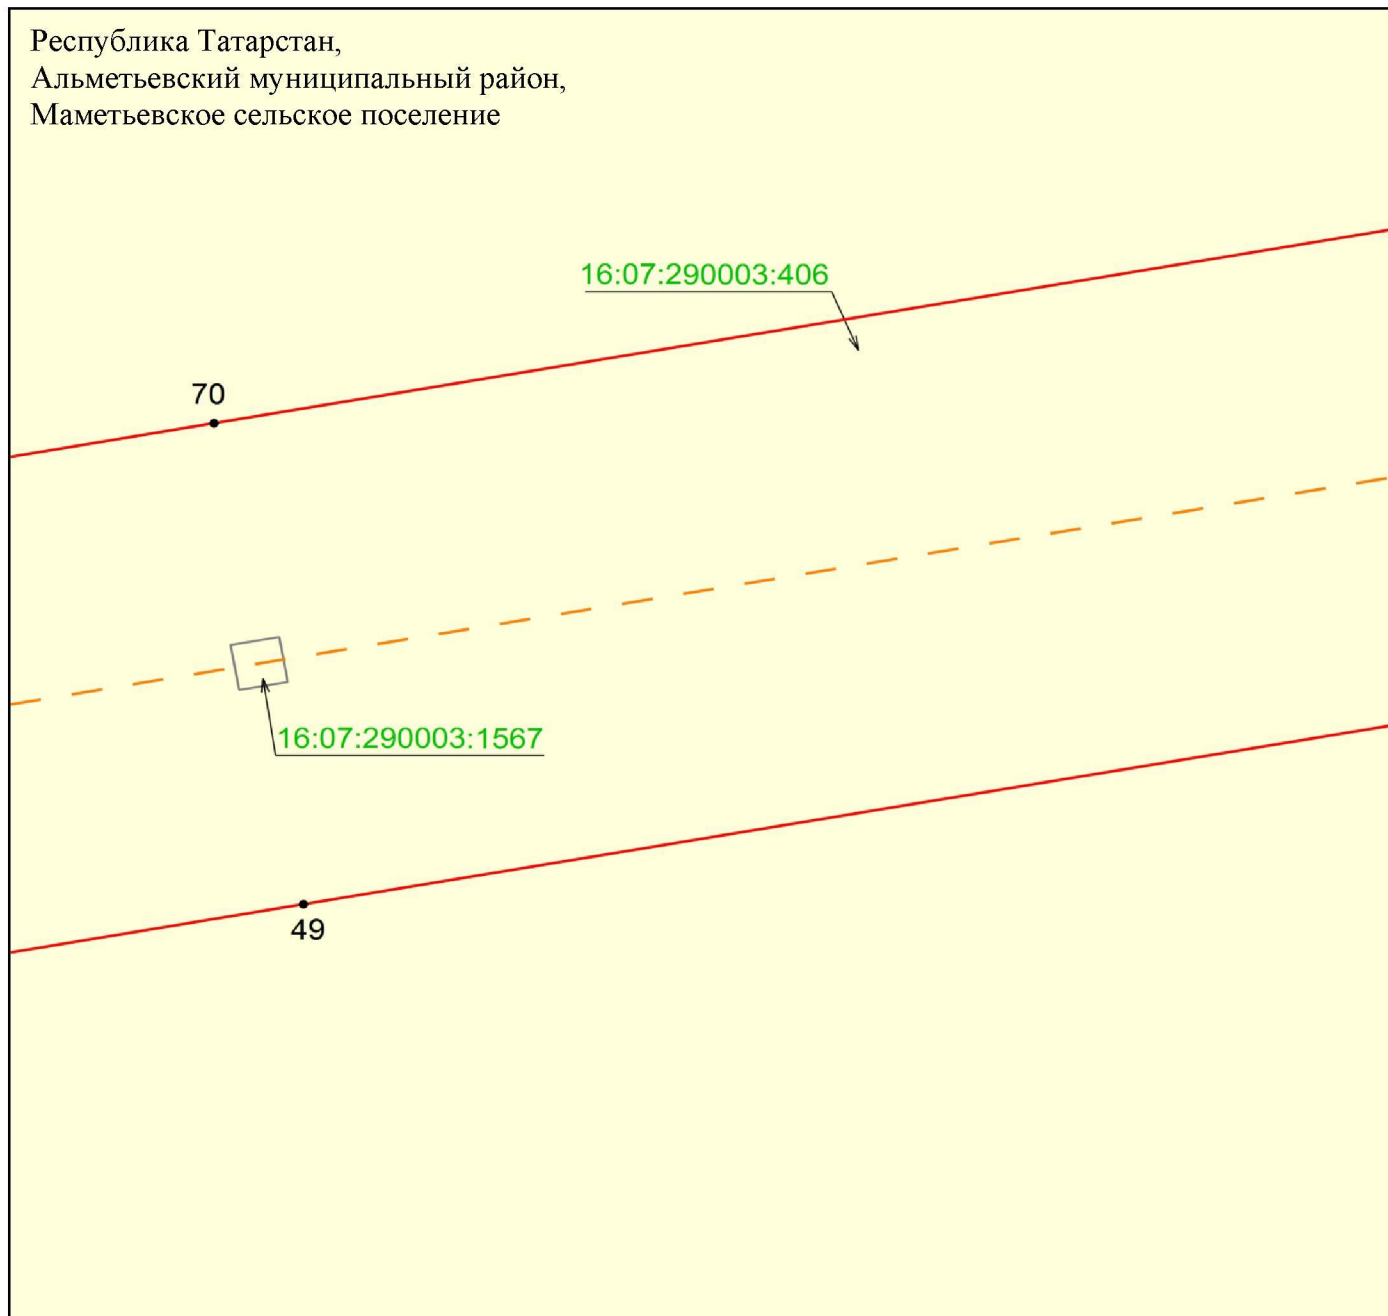 Республика Татарстан,
Альметьевский муниципальный район,
Маметьевское сельское поселение
16:07:290003:406
70
16:07:290003:1567
49